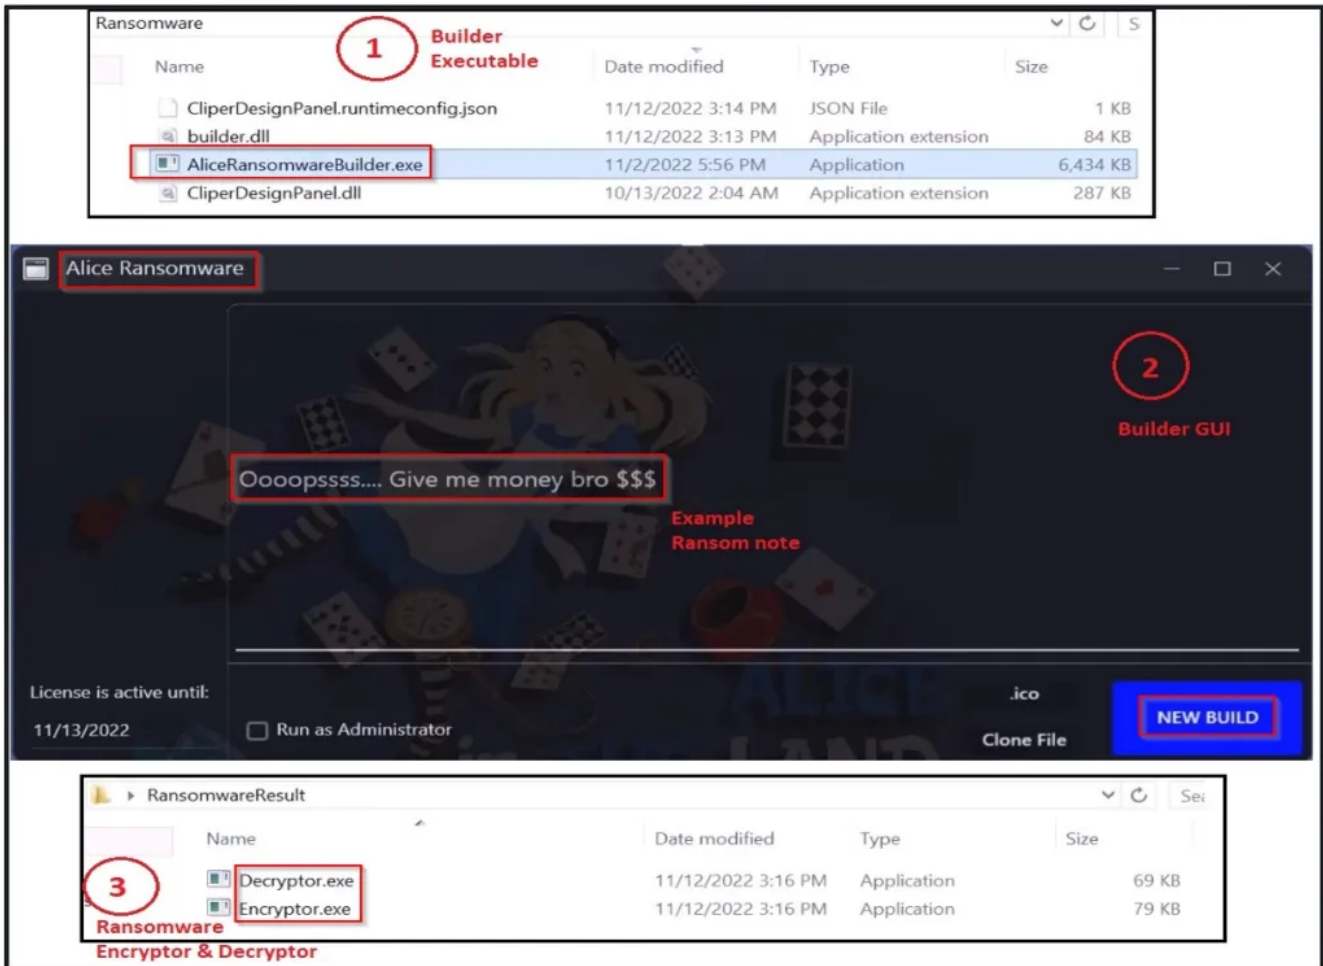 Ransomware
1
Builder
Executable
S
Name Date modified Type Size
CliperDesignPanel.runtimeconfig.json 11/12/2022 3:14 PM JSON File 1 KB
builder.dll 11/12/2022 3:13 PM Application extension 84 KB
AliceRansomwareBuilder.exe 11/2/2022 5:56 PM Application 6,434 KB
CliperDesignPanel.dll 10/13/2022 2:04 AM Application extension 287 KB
Alice Ransomware
2
Builder GUI
Oooopssss.... Give me money bro $$$
Example
Ransom note
ALICE
License is active until:
11/13/2022
Run as Administrator
in
LAND
.ico
Clone File
NEW BUILD
RansomwareResult
Name Date modified Type Size
Decryptor.exe 11/12/2022 3:16 PM Application 69 KB
Encryptor.exe 11/12/2022 3:16 PM Application 79 KB
3
Ransomware
Encryptor & Decryptor